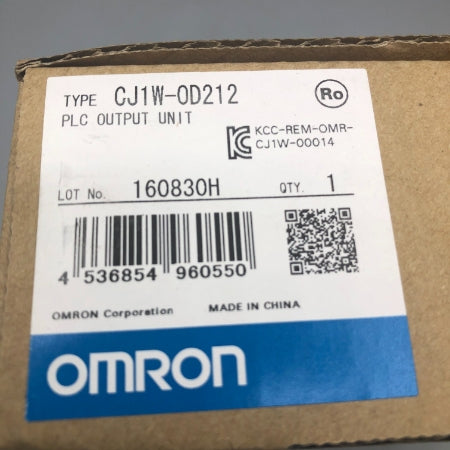 TYPE CJ1W-OD212
PLC OUTPUT UNIT
Ro
KCC-REM-OMR-
CJ1W-00014
LOT No. 160830H
QTY. 1
4 536854 960550
OMRON Corporation MADE IN CHINA
OMRON